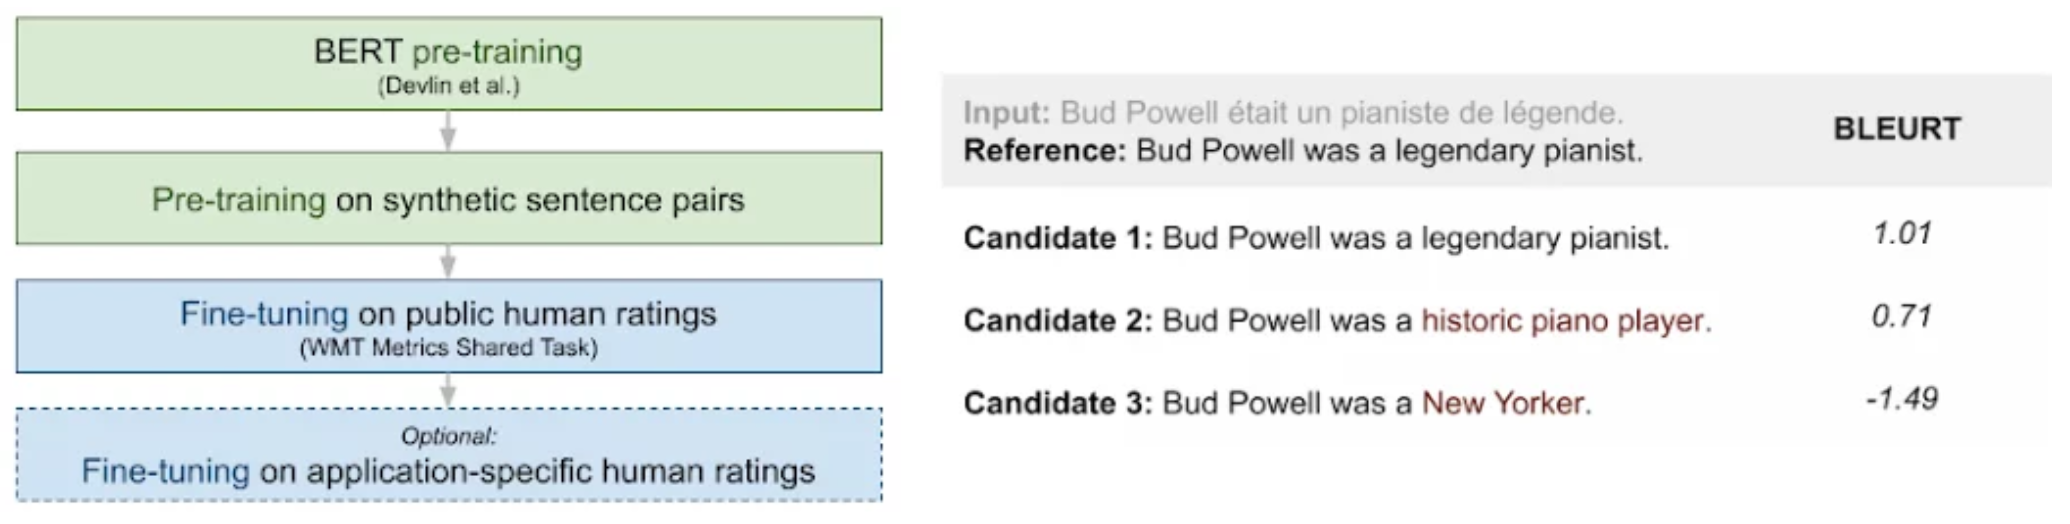 BERT pre-training
(Devlin et al.)
Pre-training on synthetic sentence pairs
Fine-tuning on public human ratings
(WMT Metrics Shared Task)
Optional:
Fine-tuning on application-specific human ratings
Input: Bud Powell était un pianiste de légende.
Reference: Bud Powell was a legendary pianist.
BLEURT
Candidate 1: Bud Powell was a legendary pianist. 1.01
Candidate 2: Bud Powell was a historic piano player. 0.71
Candidate 3: Bud Powell was a New Yorker. -1.49